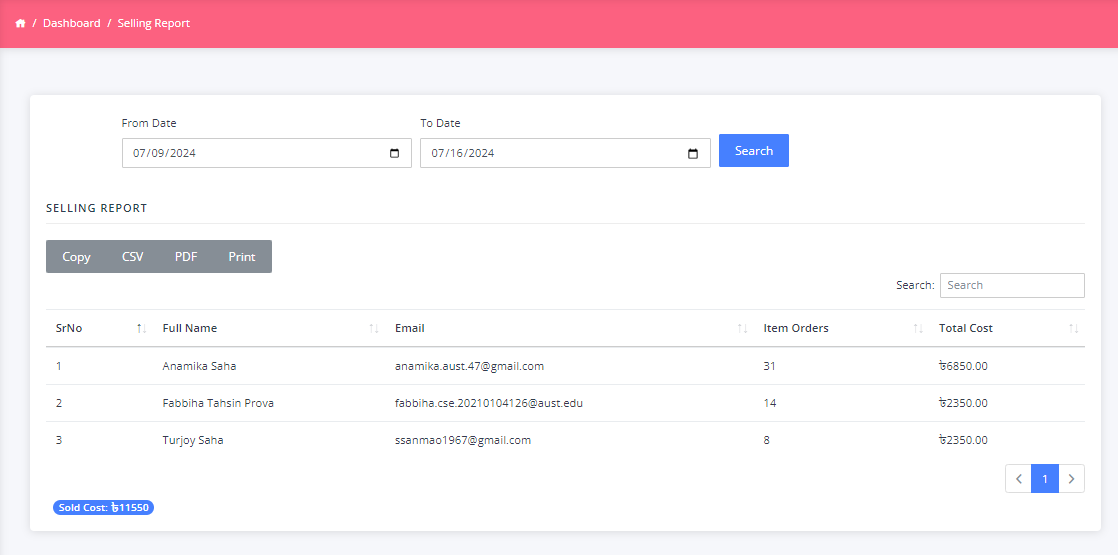 / Dashboard / Selling Report
From Date To Date
07/09/2024 07/16/2024 Search
SELLING REPORT
Copy CSV PDF Print
Search: Search
SrNo Full Name Email Item Orders Total Cost
1 Anamika Saha anamika.aust.47@gmail.com 31 ৳6850.00
2 Fabbiha Tahsin Prova fabbiha.cse.20210104126@aust.edu 14 ৳2350.00
3 Turjoy Saha ssanmao1967@gmail.com 8 ৳2350.00
1
Sold Cost: ৳11550